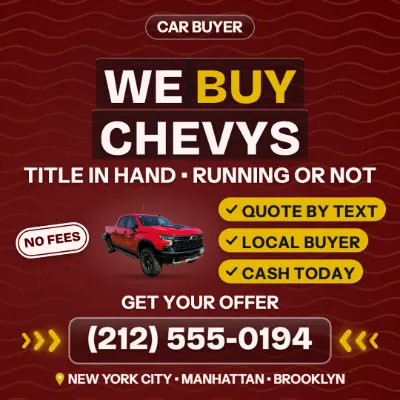 CAR BUYER
WE BUY
CHEVYS
TITLE IN HAND ▪ RUNNING OR NOT
✓ QUOTE BY TEXT
NO FEES
✓ LOCAL BUYER
✓ CASH TODAY
GET YOUR OFFER
(212) 555-0194
NEW YORK CITY ▪ MANHATTAN ▪ BROOKLYN